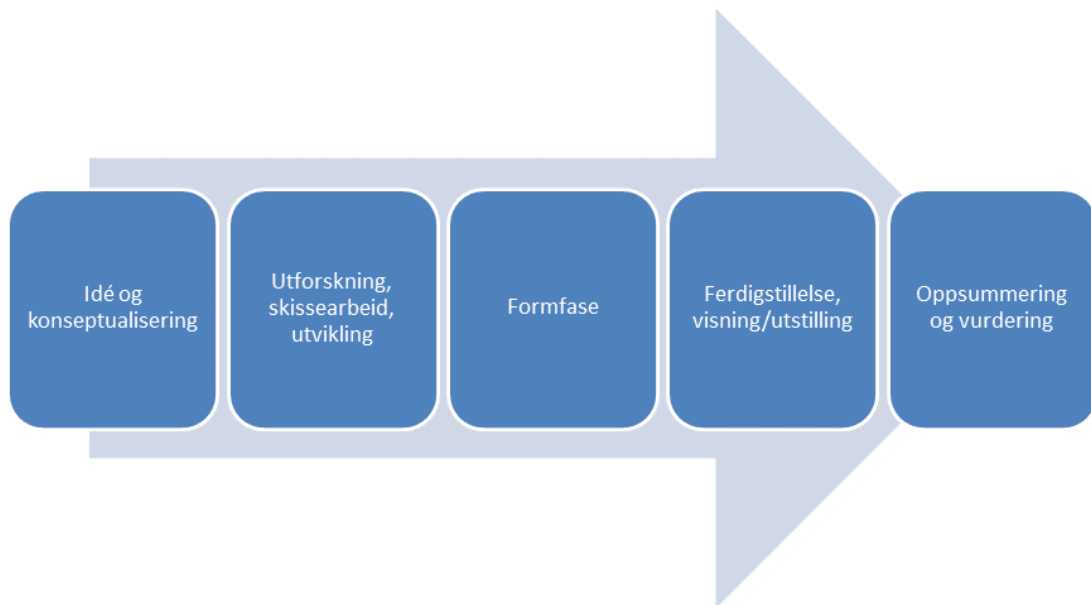 Idé og
konseptualisering
Utforskning,
skissearbeid,
utvikling
Formfase
Ferdigstillelse,
visning/utstilling
Oppsummering
og vurdering